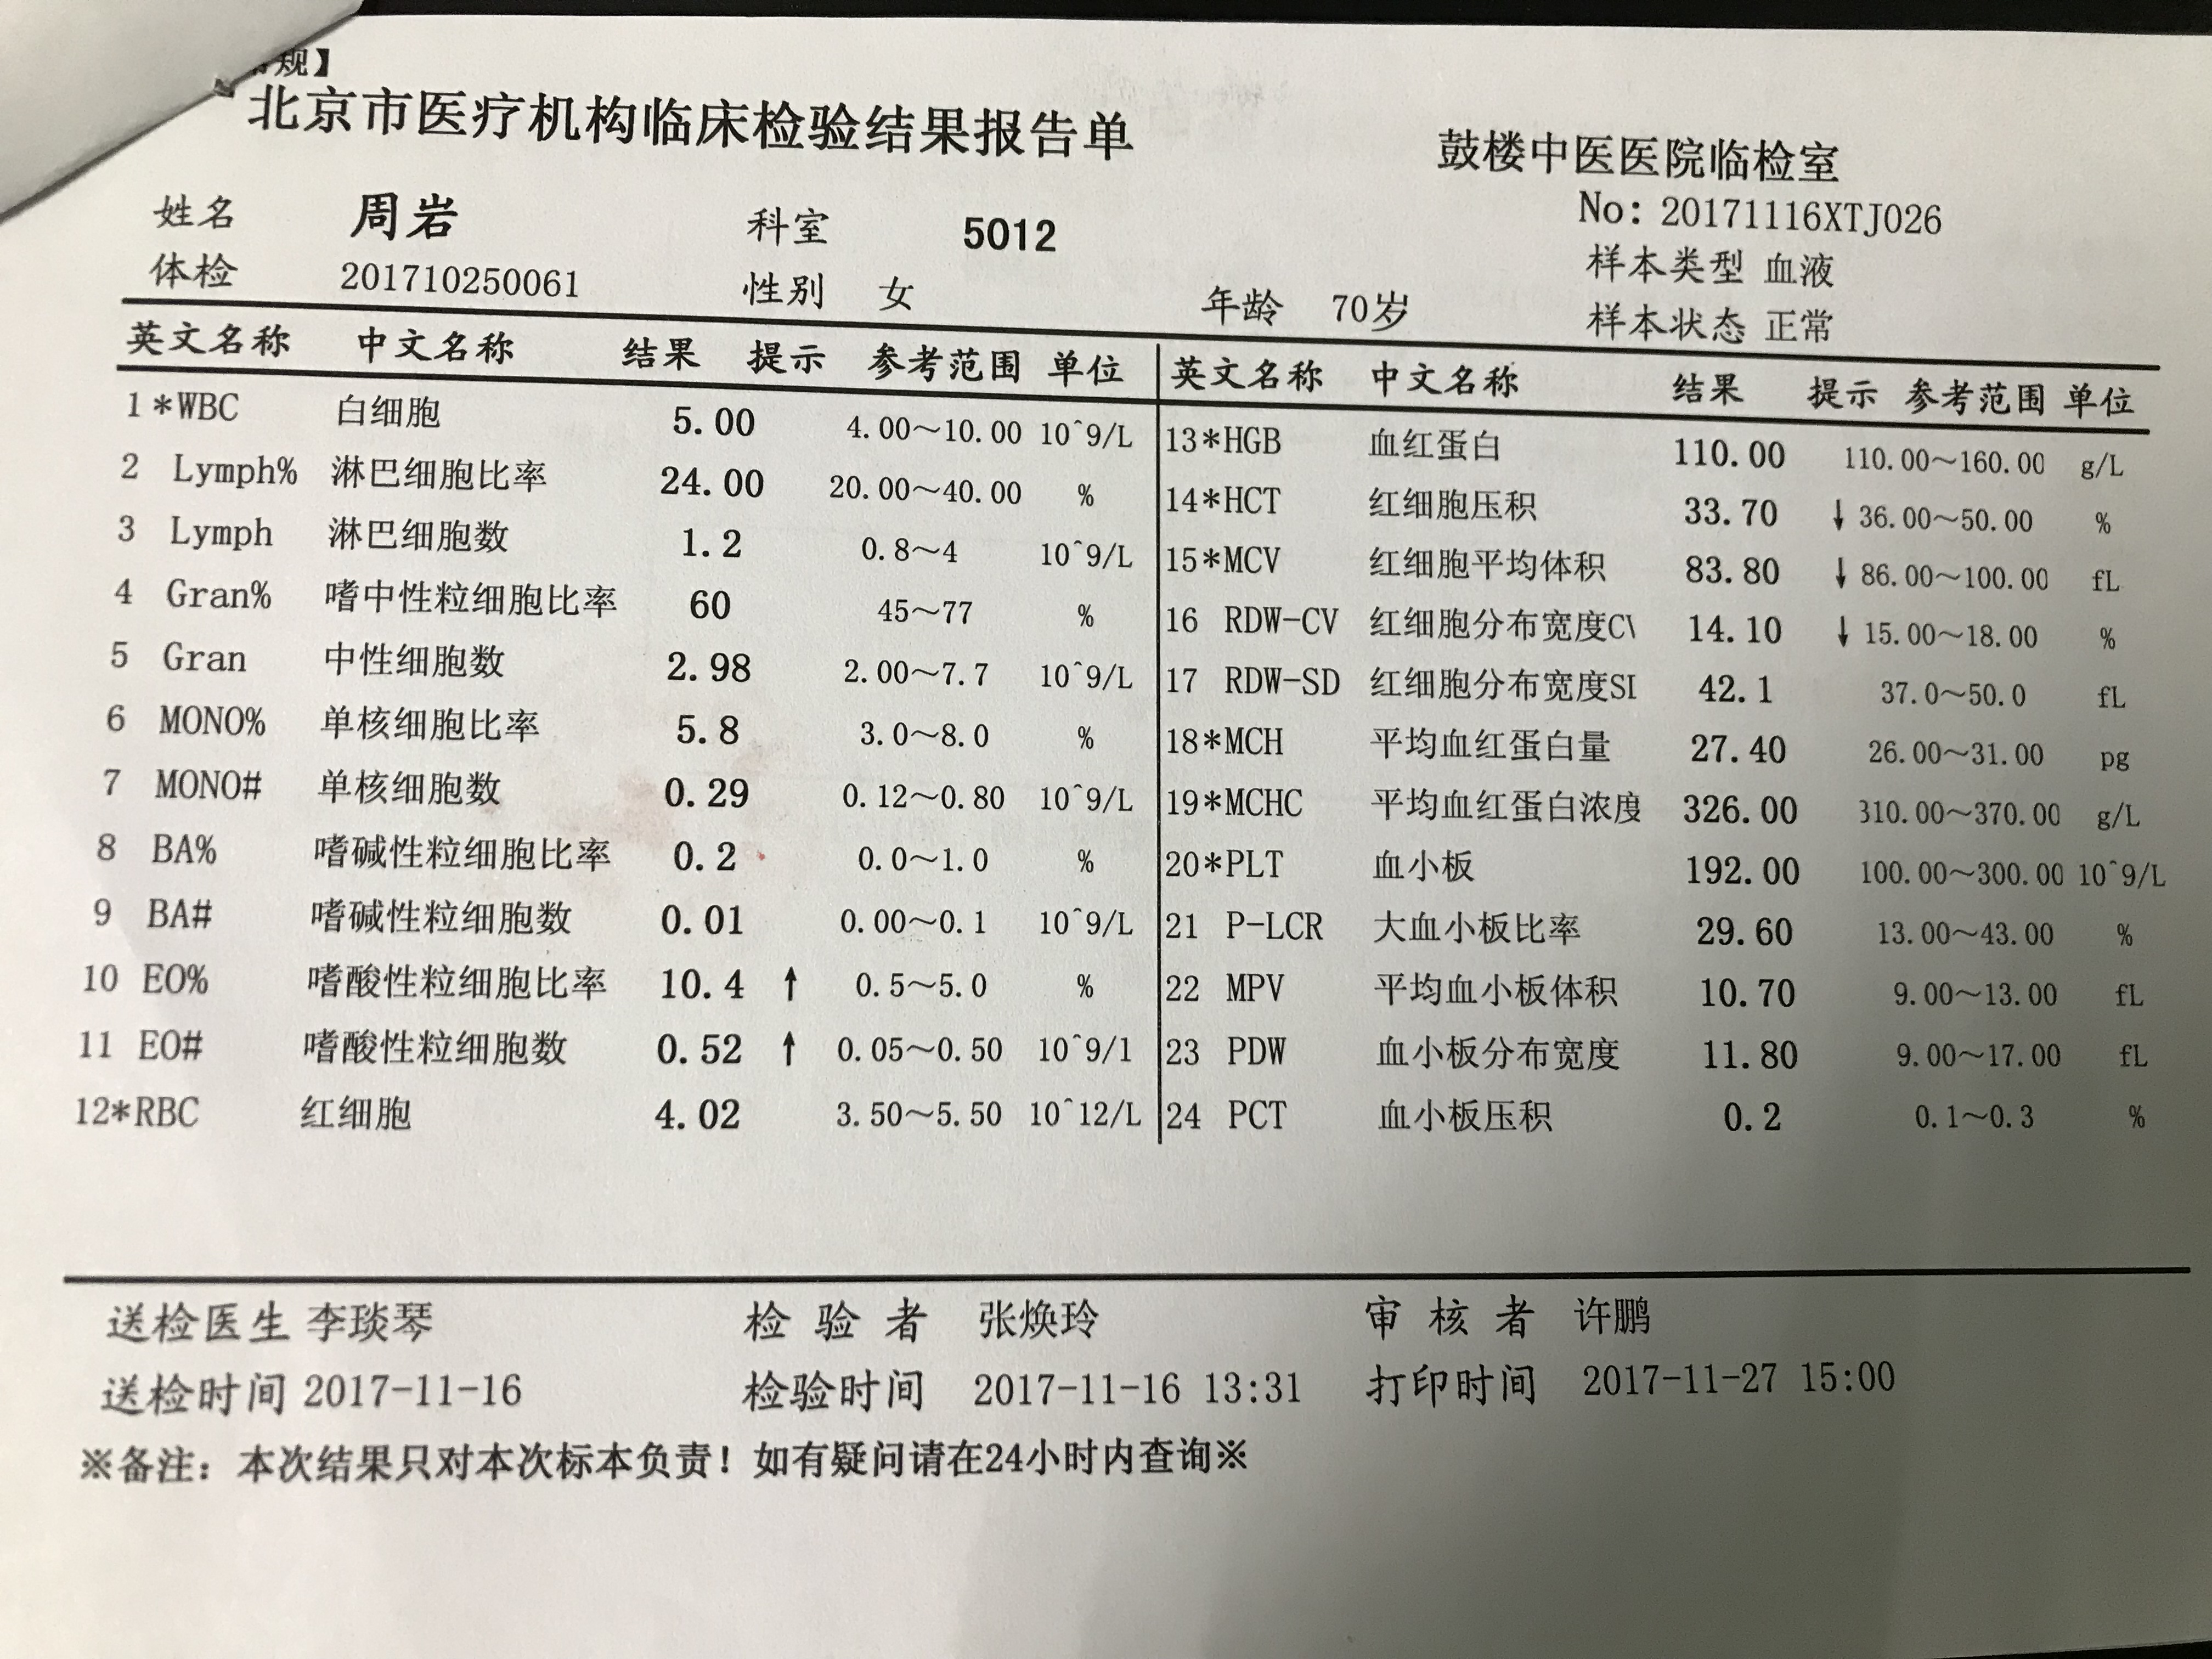 规】
北京市医疗机构临床检验结果报告单
鼓楼中医医院临检室
姓名 周岩 科室 5012 No: 20171116XTJ026
体检 201710250061 性别 女 年龄 70岁 样本类型 血液
样本状态 正常
英文名称 中文名称 结果 提示 参考范围 单位 英文名称 中文名称 结果 提示 参考范围 单位
1 *WBC 白细胞 5.00 4.00～10.00 10^9/L 13*HGB 血红蛋白 110.00 110.00～160.00 g/L
2 Lymph% 淋巴细胞比率 24.00 20.00～40.00 % 14*HCT 红细胞压积 33.70 ↓ 36.00～50.00 %
3 Lymph 淋巴细胞数 1.2 0.8～4 10^9/L 15*MCV 红细胞平均体积 83.80 ↓ 86.00～100.00 fL
4 Gran% 嗜中性粒细胞比率 60 45～77 % 16 RDW-CV 红细胞分布宽度C 14.10 ↓ 15.00～18.00 %
5 Gran 中性细胞数 2.98 2.00～7.7 10^9/L 17 RDW-SD 红细胞分布宽度S 42.1 37.0～50.0 fL
6 MONO% 单核细胞比率 5.8 3.0～8.0 % 18*MCH 平均血红蛋白量 27.40 26.00～31.00 pg
7 MONO# 单核细胞数 0.29 0.12～0.80 10^9/L 19*MCHC 平均血红蛋白浓度 326.00 310.00～370.00 g/L
8 BA% 嗜碱性粒细胞比率 0.2 0.0～1.0 % 20*PLT 血小板 192.00 100.00～300.00 10^9/L
9 BA# 嗜碱性粒细胞数 0.01 0.00～0.1 10^9/L 21 P-LCR 大血小板比率 29.60 13.00～43.00 %
10 EO% 嗜酸性粒细胞比率 10.4 ↑ 0.5～5.0 % 22 MPV 平均血小板体积 10.70 9.00～13.00 fL
11 EO# 嗜酸性粒细胞数 0.52 ↑ 0.05～0.50 10^9/l 23 PDW 血小板分布宽度 11.80 9.00～17.00 fL
12*RBC 红细胞 4.02 3.50～5.50 10^12/L 24 PCT 血小板压积 0.2 0.1～0.3 %
送检医生 李琰琴 检验者 张焕玲 审核者 许鹏
送检时间 2017-11-16 检验时间 2017-11-16 13:31 打印时间 2017-11-27 15:00
※备注：本次结果只对本次标本负责！如有疑问请在24小时内查询※